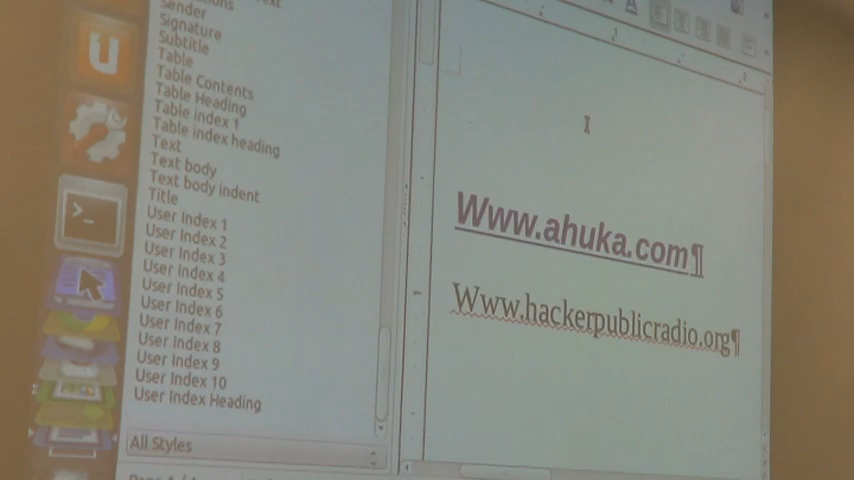 Sender
Signature
Subtitle
Table
Table Contents
Table Heading
Table index 1
Table index heading
Text
Text body
Text body indent
Title
User Index 1
User Index 2
User Index 3
User Index 4
User Index 5
User Index 6
User Index 7
User Index 8
User Index 9
User Index 10
User Index Heading
All Styles
Www.ahuka.com¶
Www.hackerpublicradio.org¶